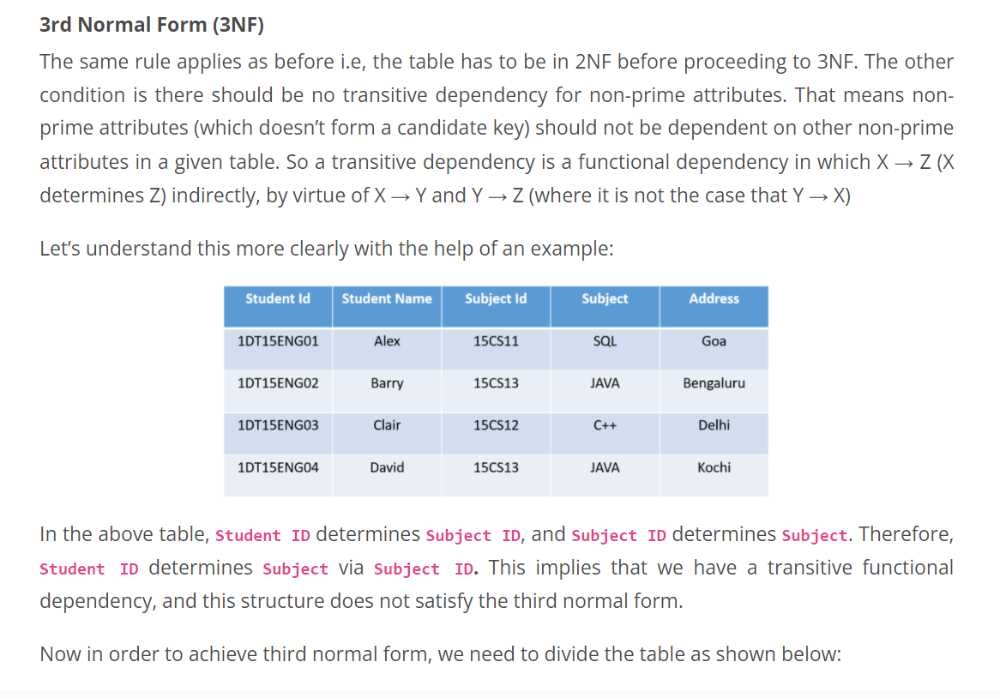 3rd Normal Form (3NF)
The same rule applies as before i.e, the table has to be in 2NF before proceeding to 3NF. The other
condition is there should be no transitive dependency for non-prime attributes. That means non-
prime attributes (which doesn’t form a candidate key) should not be dependent on other non-prime
attributes in a given table. So a transitive dependency is a functional dependency in which X → Z (X
determines Z) indirectly, by virtue of X → Y and Y → Z (where it is not the case that Y → X)
Let’s understand this more clearly with the help of an example:
Student Id Student Name Subject Id Subject Address
1DT15ENG01 Alex 15CS11 SQL Goa
1DT15ENG02 Barry 15CS13 JAVA Bengaluru
1DT15ENG03 Clair 15CS12 C++ Delhi
1DT15ENG04 David 15CS13 JAVA Kochi
In the above table, Student ID determines Subject ID, and Subject ID determines Subject. Therefore,
Student ID determines Subject via Subject ID. This implies that we have a transitive functional
dependency, and this structure does not satisfy the third normal form.
Now in order to achieve third normal form, we need to divide the table as shown below: